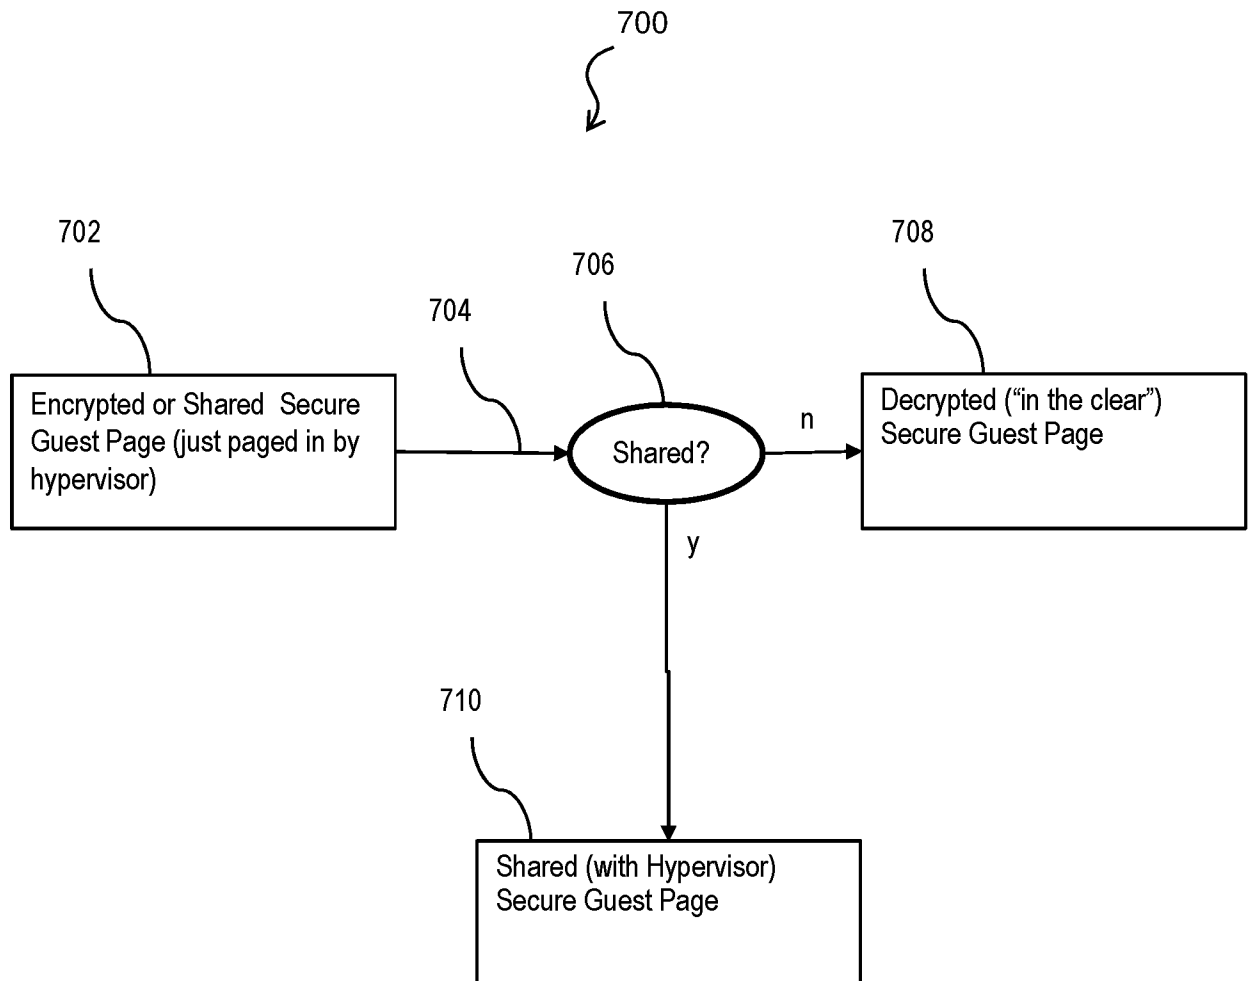 700
702
704
706
708
Encrypted or Shared Secure
Guest Page (just paged in by
hypervisor)
Shared?
n
Decrypted (“in the clear”)
Secure Guest Page
y
710
Shared (with Hypervisor)
Secure Guest Page